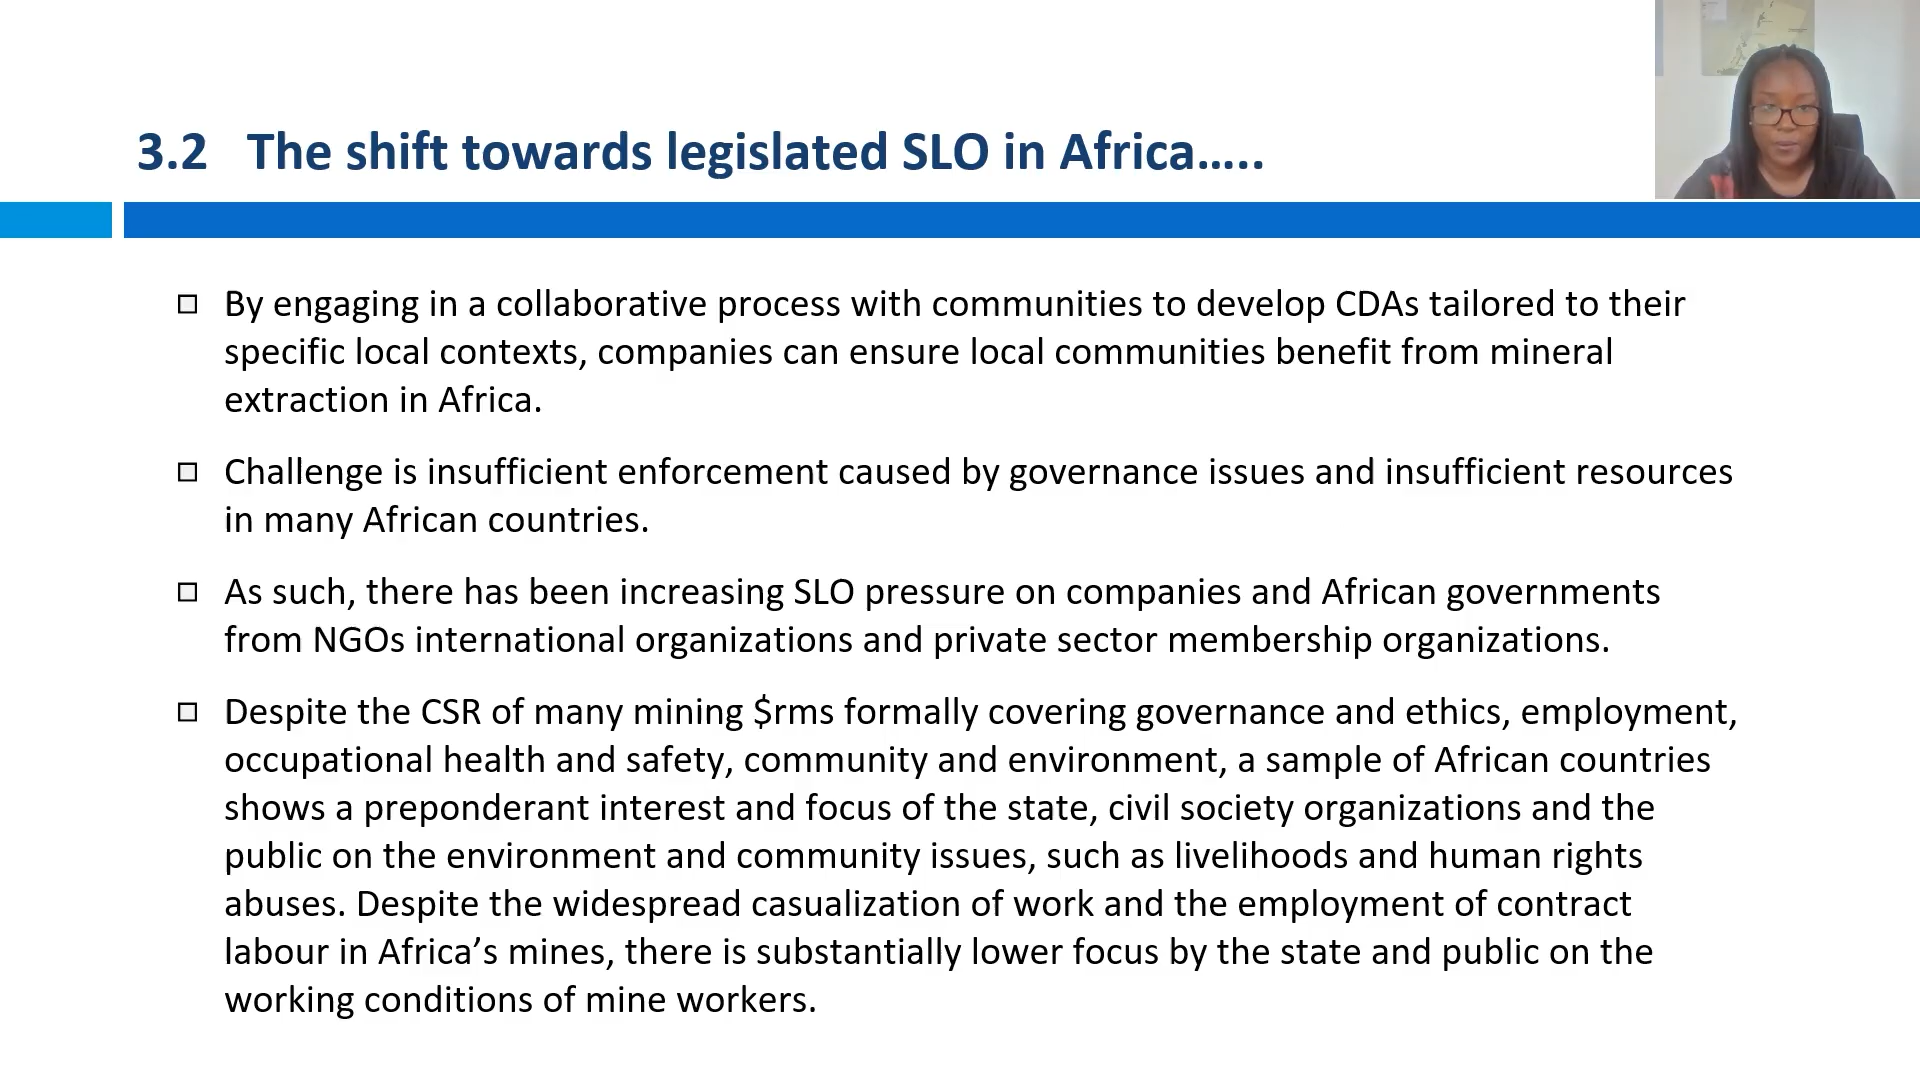 3.2 The shift towards legislated SLO in Africa…..
By engaging in a collaborative process with communities to develop CDAs tailored to their
specific local contexts, companies can ensure local communities benefit from mineral
extraction in Africa.
Challenge is insufficient enforcement caused by governance issues and insufficient resources
in many African countries.
As such, there has been increasing SLO pressure on companies and African governments
from NGOs international organizations and private sector membership organizations.
Despite the CSR of many mining $rms formally covering governance and ethics, employment,
occupational health and safety, community and environment, a sample of African countries
shows a preponderant interest and focus of the state, civil society organizations and the
public on the environment and community issues, such as livelihoods and human rights
abuses. Despite the widespread casualization of work and the employment of contract
labour in Africa’s mines, there is substantially lower focus by the state and public on the
working conditions of mine workers.